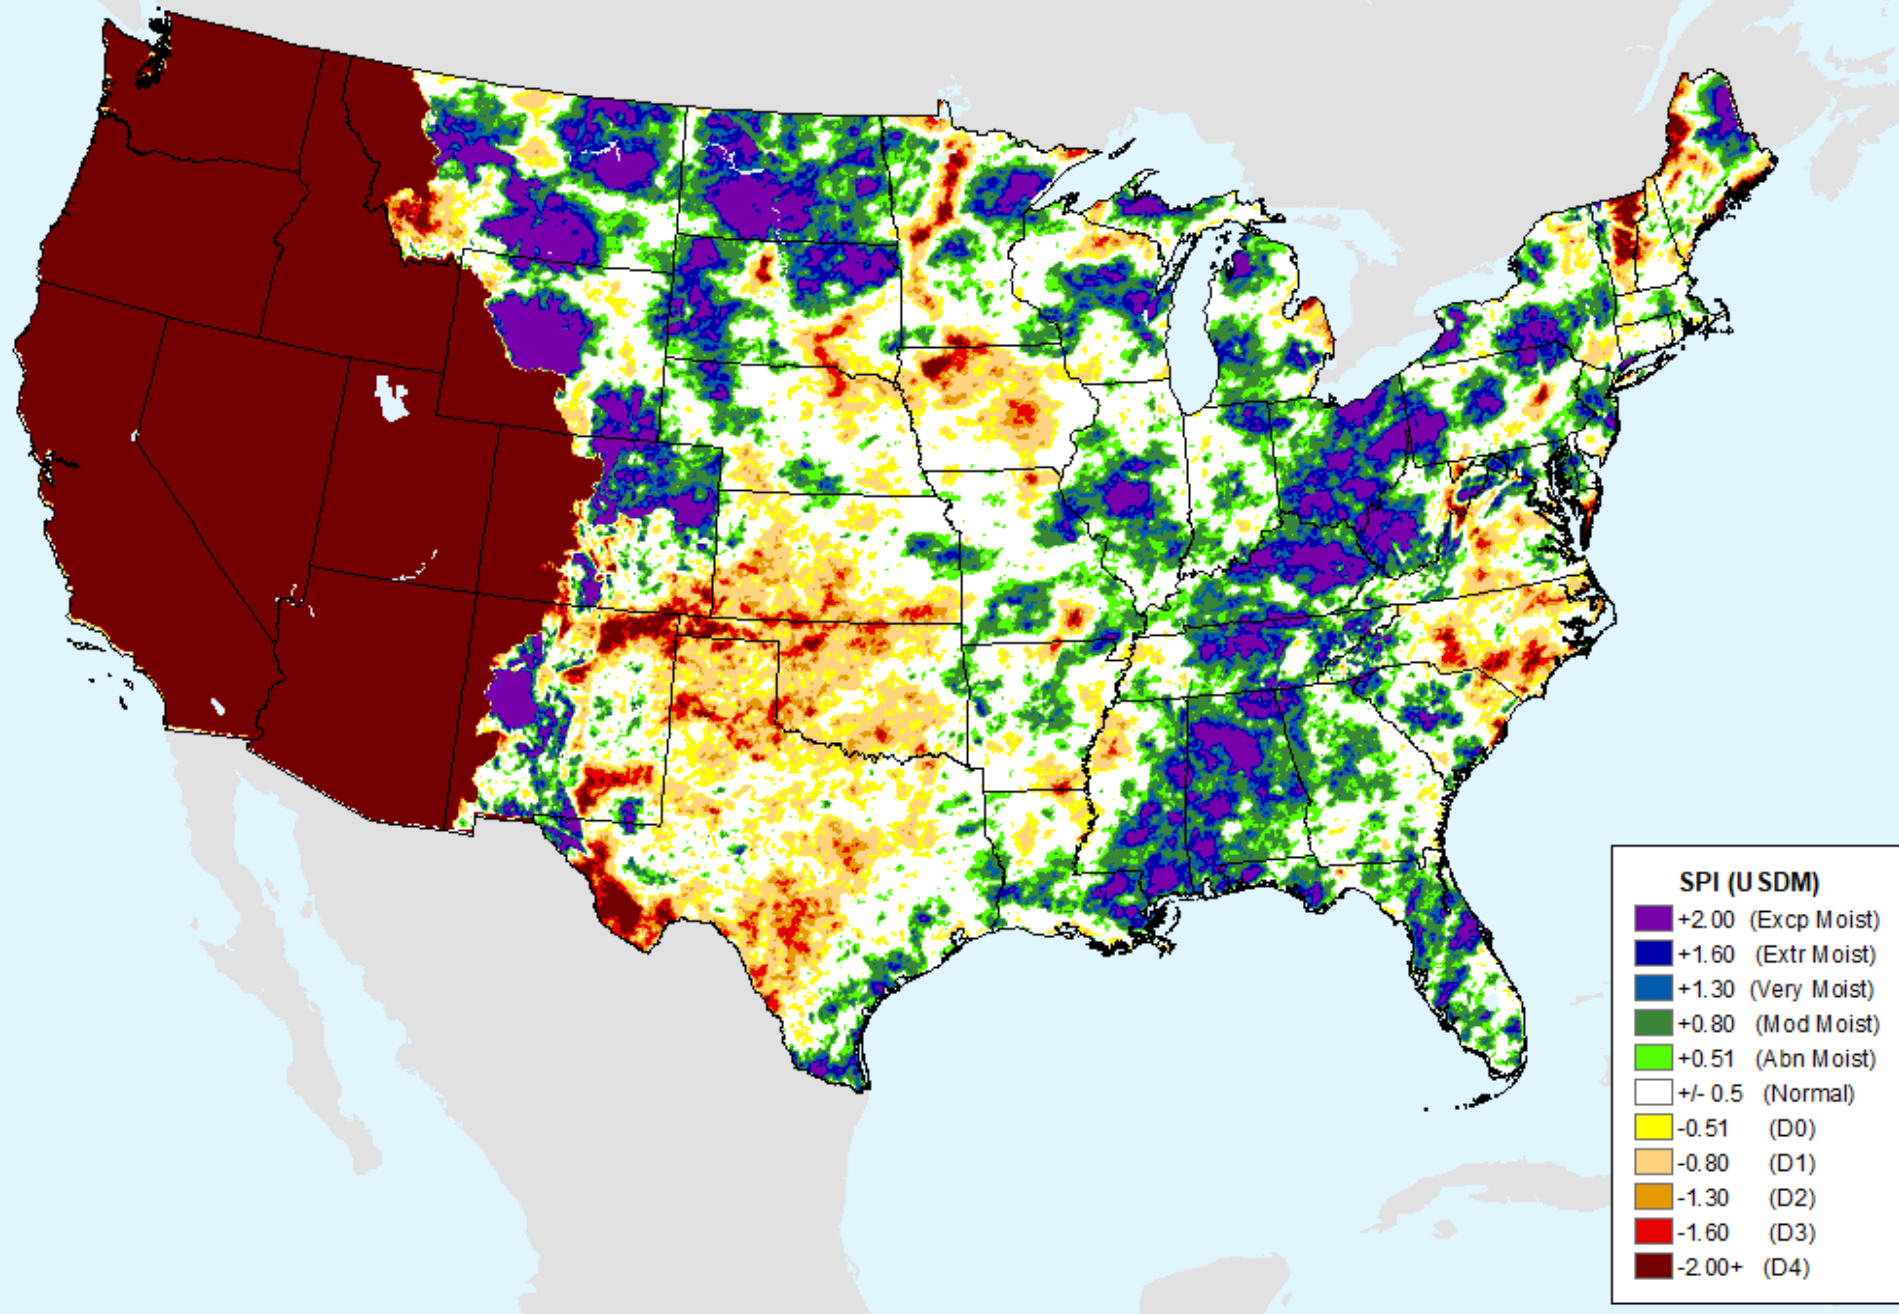 SPI (USDM)
+2.00 (Excp Moist)
+1.60 (Extr Moist)
+1.30 (Very Moist)
+0.80 (Mod Moist)
+0.51 (Abn Moist)
+/- 0.5 (Normal)
-0.51 (D0)
-0.80 (D1)
-1.30 (D2)
-1.60 (D3)
-2.00+ (D4)